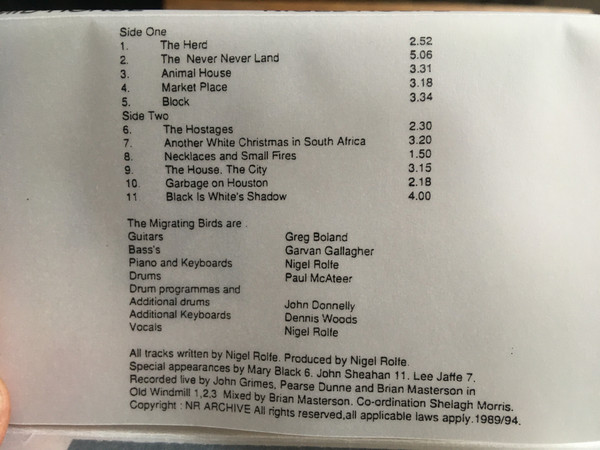 Side One
1. The Herd 2.52
2. The Never Never Land 5.06
3. Animal House 3.31
4. Market Place 3.18
5. Block 3.34
Side Two
6. The Hostages 2.30
7. Another White Christmas in South Africa 3.20
8. Necklaces and Small Fires 1.50
9. The House, The City 3.15
10. Garbage on Houston 2.18
11 Black Is White's Shadow 4.00
The Migrating Birds are .
Guitars Greg Boland
Bass's Garvan Gallagher
Piano and Keyboards Nigel Rolfe
Drums Paul McAteer
Drum programmes and
Additional drums John Donnelly
Additional Keyboards Dennis Woods
Vocals Nigel Rolfe
All tracks written by Nigel Rolfe. Produced by Nigel Rolfe.
Special appearances by Mary Black 6. John Sheahan 11. Lee Jaffe 7.
Recorded live by John Grimes, Pearse Dunne and Brian Masterson in
Old Windmill 1,2,3 Mixed by Brian Masterson. Co-ordination Shelagh Morris.
Copyright : NR ARCHIVE All rights reserved,all applicable laws apply.1989/94.